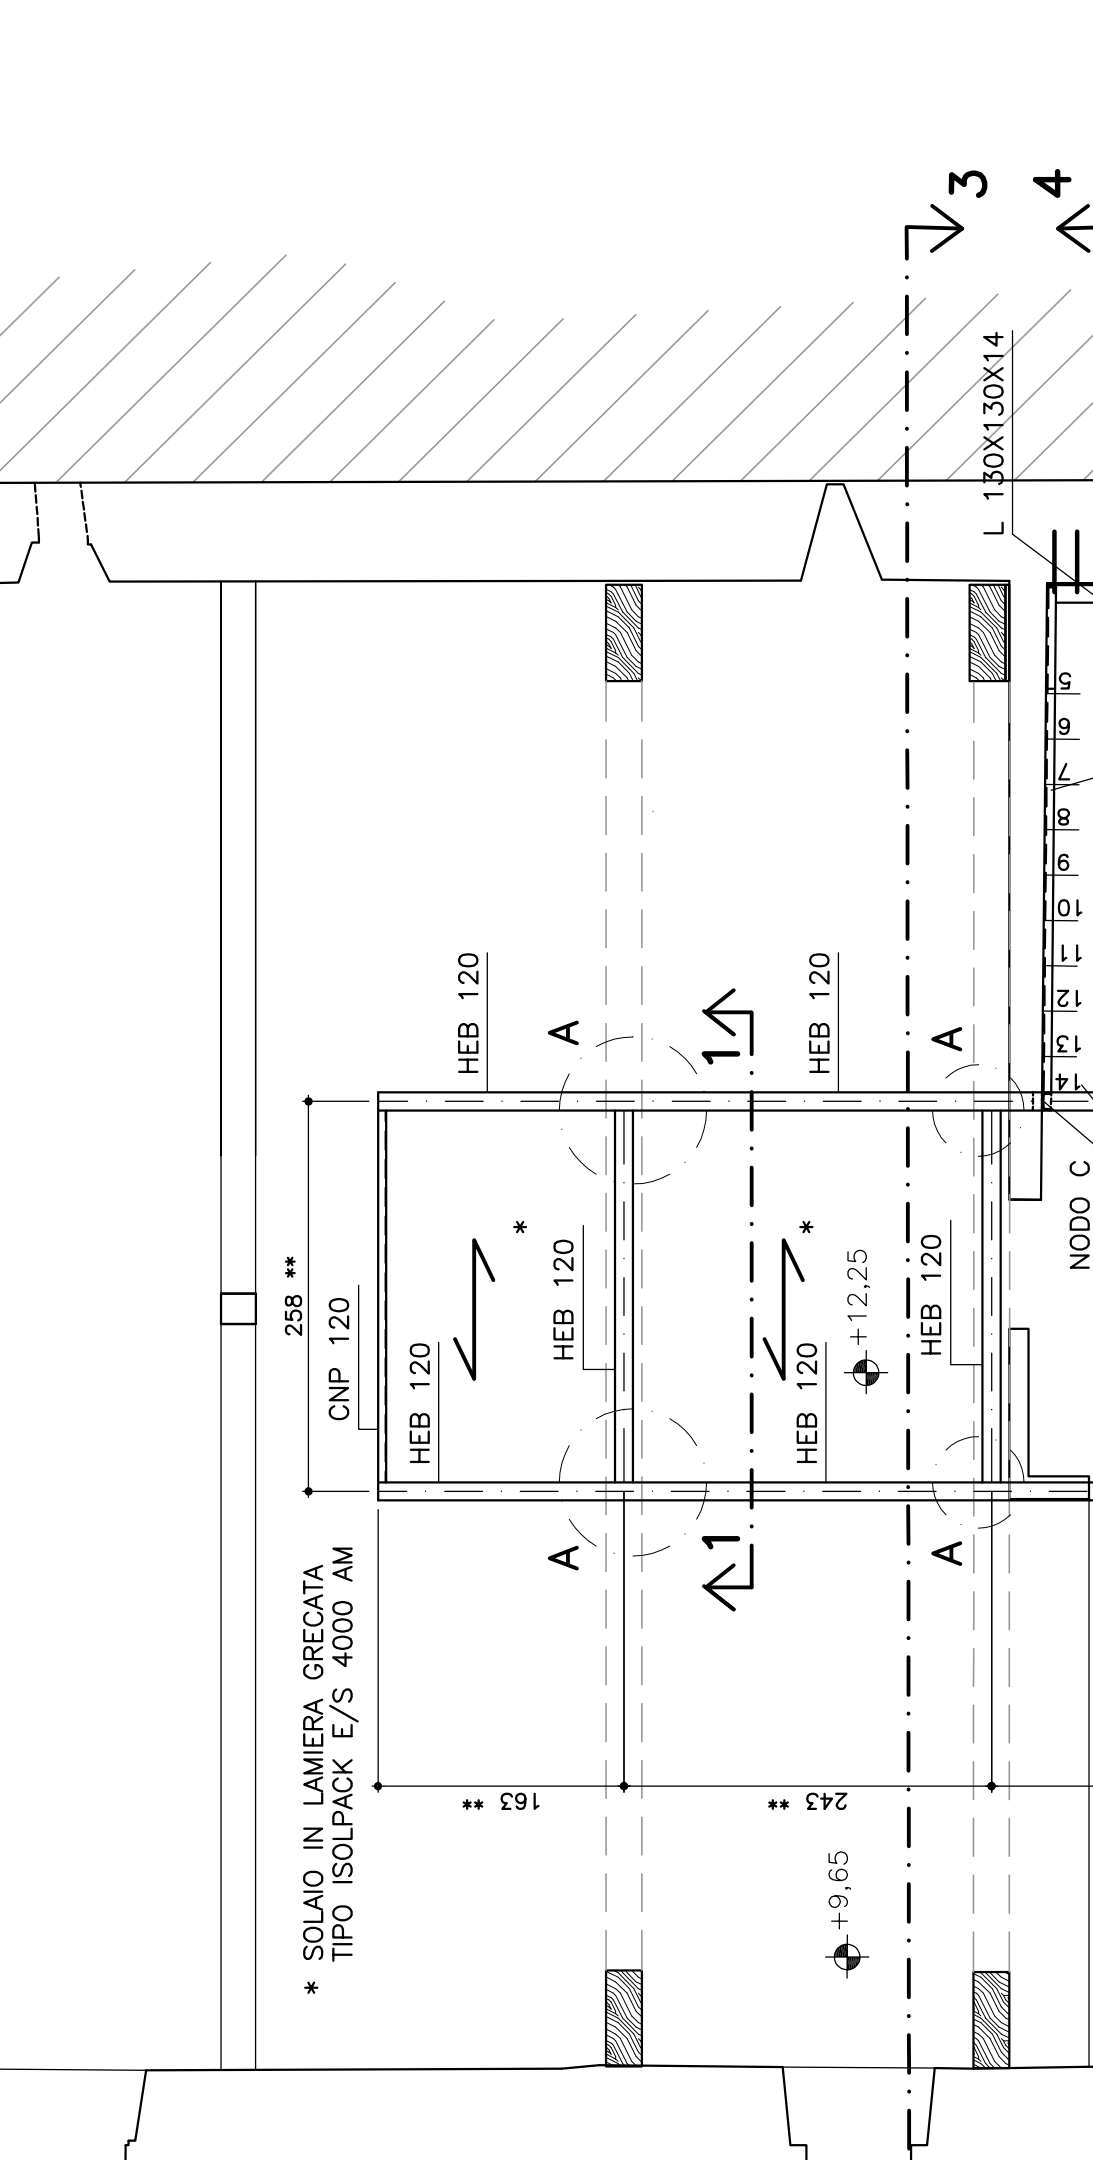 3
4
L 130X130X14
5
6
7
8
9
10
11
12
13
14
HEB 120
HEB 120
A
A
1
NODO C
258 **
CNP 120
HEB 120
*
HEB 120
*
HEB 120
+12,25
HEB 120
A
1
A
* SOLAIO IN LAMIERA GRECATA
TIPO ISOLPACK E/S 4000 AM
163 **
243 **
+9,65